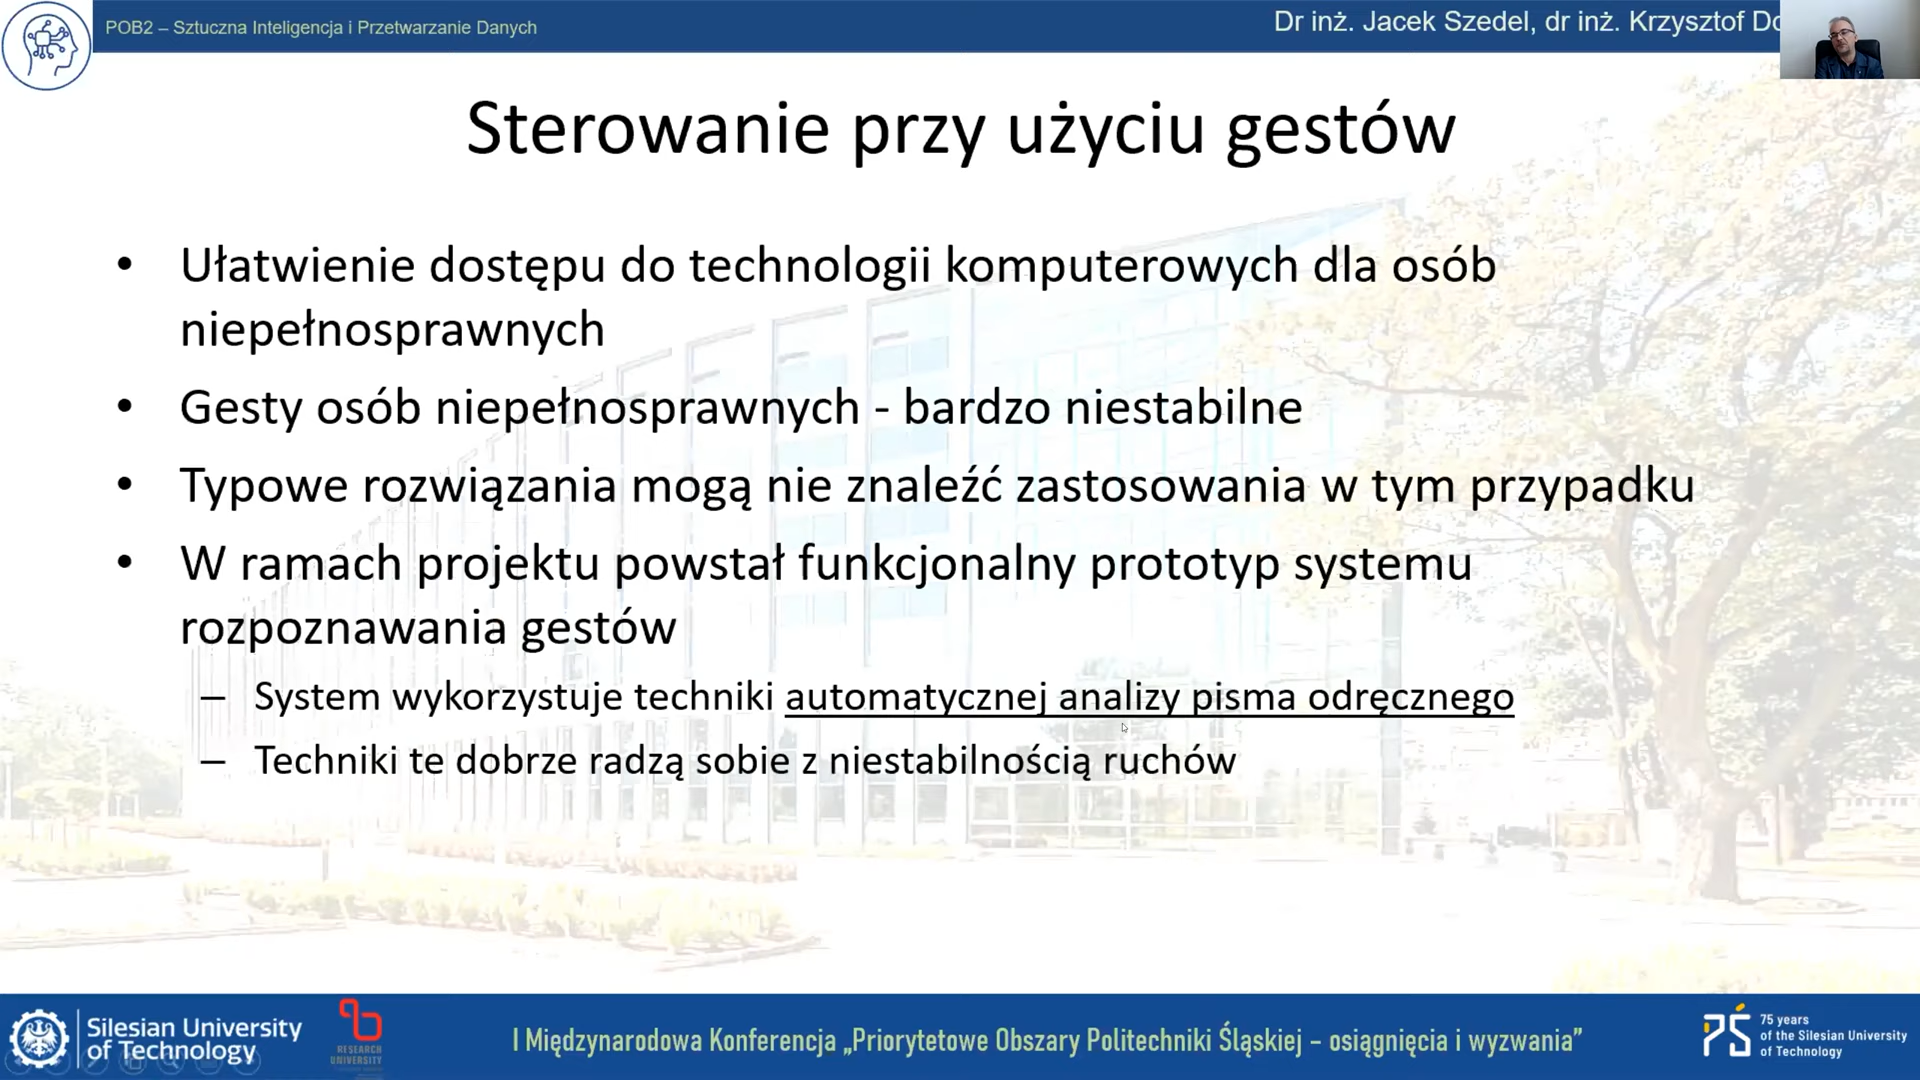 POB2 – Sztuczna Inteligencja i Przetwarzanie Danych
Dr inż. Jacek Szedel, dr inż. Krzysztof
Sterowanie przy użyciu gestów
• Ułatwienie dostępu do technologii komputerowych dla osób
niepełnosprawnych
• Gesty osób niepełnosprawnych - bardzo niestabilne
• Typowe rozwiązania mogą nie znaleźć zastosowania w tym przypadku
• W ramach projektu powstał funkcjonalny prototyp systemu
rozpoznawania gestów
– System wykorzystuje techniki automatycznej analizy pisma odręcznego
– Techniki te dobrze radzą sobie z niestabilnością ruchów
Silesian University
of Technology
RESEARCH
UNIVERSITY
I Międzynarodowa Konferencja „Priorytetowe Obszary Politechniki Śląskiej – osiągnięcia i wyzwania”
PŚ
75 years
of the Silesian University
of Technology